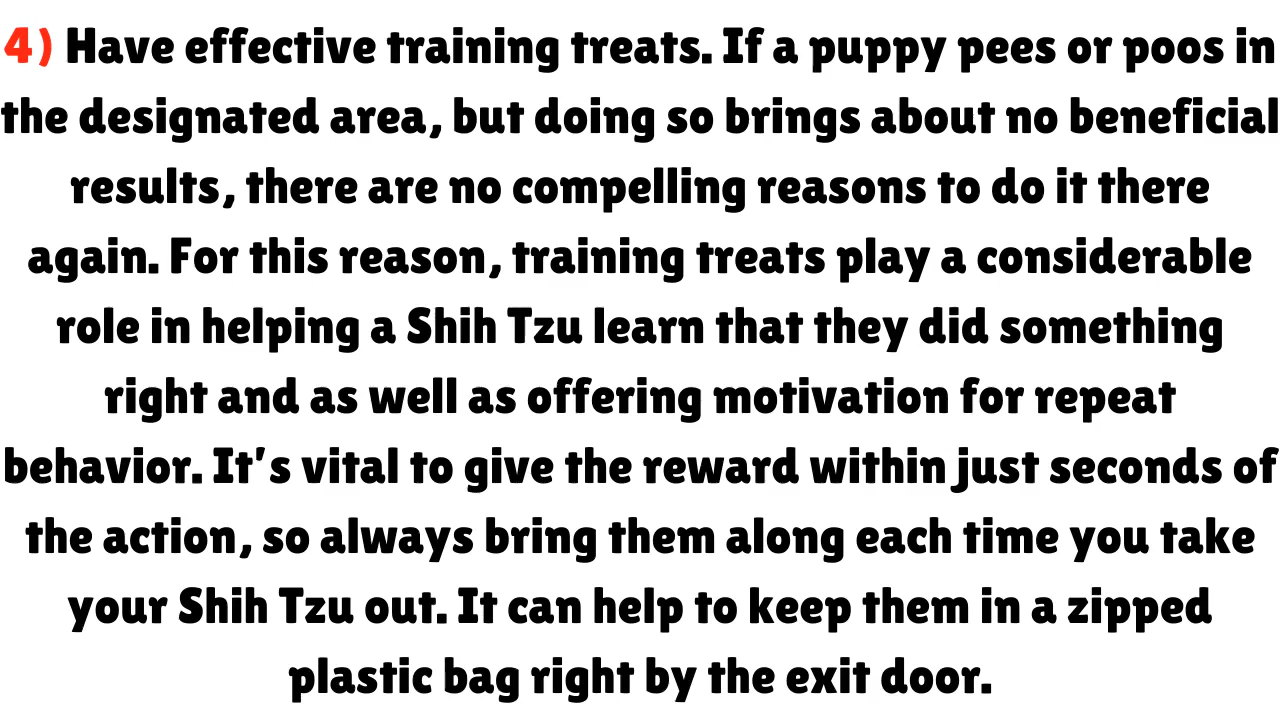 4) Have effective training treats. If a puppy pees or poos in
the designated area, but doing so brings about no beneficial
results, there are no compelling reasons to do it there
again. For this reason, training treats play a considerable
role in helping a Shih Tzu learn that they did something
right and as well as offering motivation for repeat
behavior. It's vital to give the reward within just seconds of
the action, so always bring them along each time you take
your Shih Tzu out. It can help to keep them in a zipped
plastic bag right by the exit door.